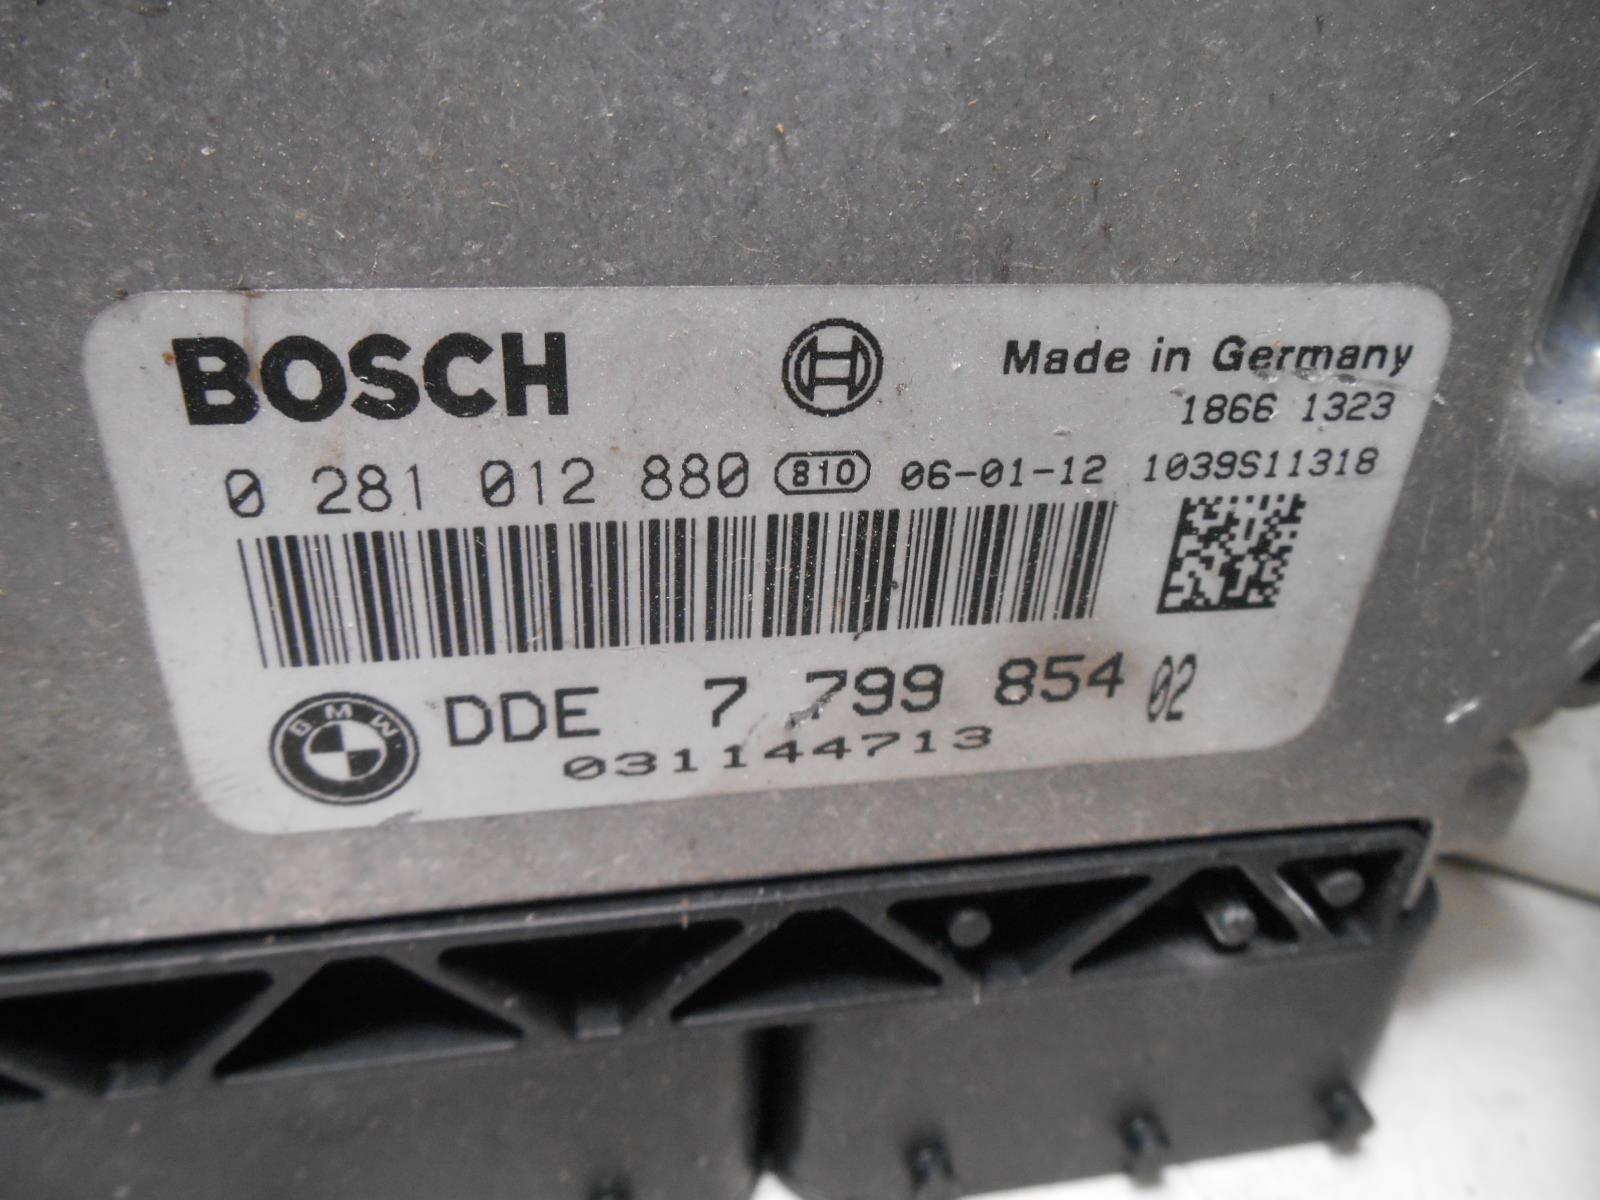 BOSCH
Made in Germany
1866 1323
0 281 012 880 810 06-01-12 1039S11318
BMW DDE 7 799 854 02
031144713